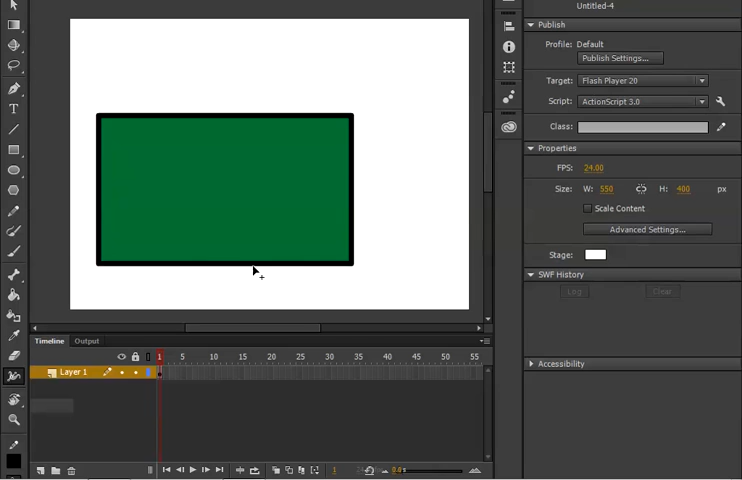 Untitled-4
Publish
Profile: Default
Publish Settings...
Target: Flash Player 20
Script: ActionScript 3.0
Class:
Properties
FPS: 24.00
Size: W: 550 H: 400 px
Scale Content
Advanced Settings...
Stage:
SWF History
Log Clear
Accessibility
T
Timeline Output
1 5 10 15 20 25 30 35 40 45 50 55
Layer 1
1